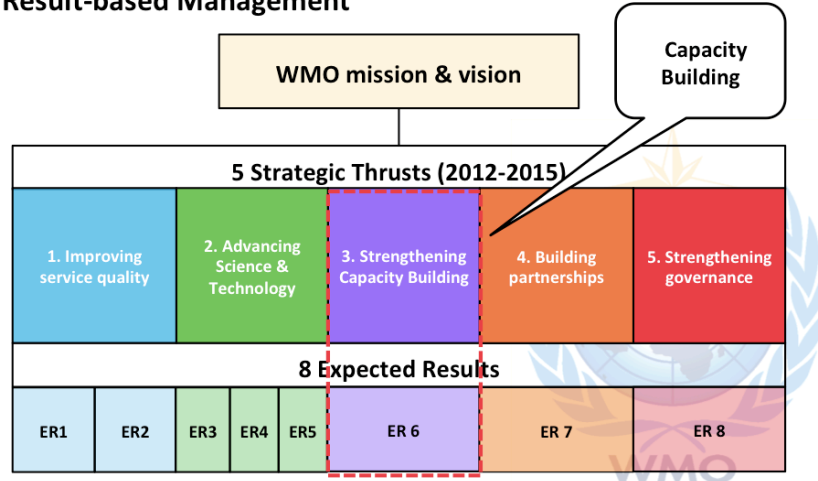 Result-based Management
Capacity
Building
WMO mission & vision
5 Strategic Thrusts (2012-2015)
1. Improving
service quality
2. Advancing
Science &
Technology
3. Strengthening
Capacity Building
4. Building
partnerships
5. Strengthening
governance
8 Expected Results
ER1
ER2
ER3
ER4
ER5
ER 6
ER 7
ER 8
WMO